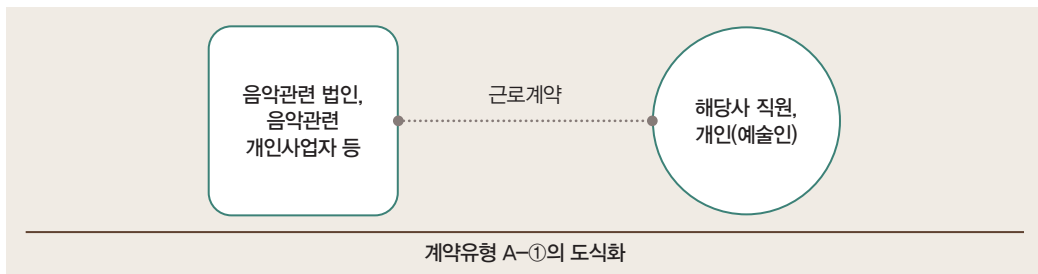 음악관련 법인,
음악관련
개인사업자 등
근로계약
해당사 직원,
개인(예술인)
계약유형 A-①의 도식화